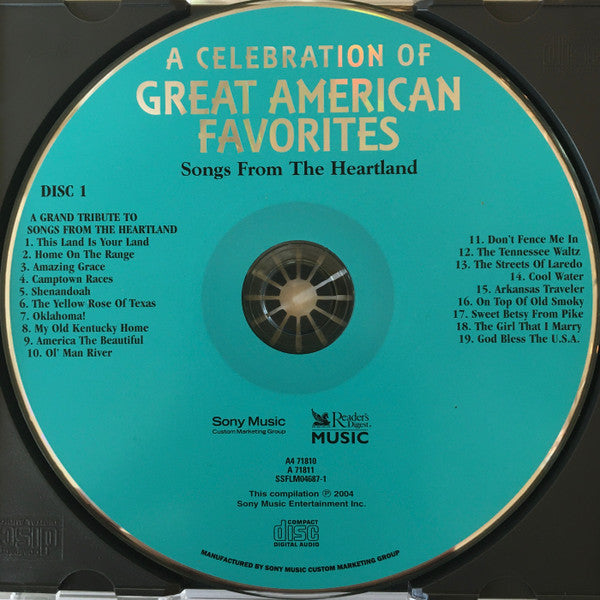 A CELEBRATION OF
GREAT AMERICAN
FAVORITES
Songs From The Heartland
DISC 1
A GRAND TRIBUTE TO
SONGS FROM THE HEARTLAND
1. This Land Is Your Land
2. Home On The Range
3. Amazing Grace
4. Camptown Races
5. Shenandoah
6. The Yellow Rose Of Texas
7. Oklahoma!
8. My Old Kentucky Home
9. America The Beautiful
10. Ol' Man River
11. Don't Fence Me In
12. The Tennessee Waltz
13. The Streets Of Laredo
14. Cool Water
15. Arkansas Traveler
16. On Top Of Old Smoky
17. Sweet Betsy From Pike
18. The Girl That I Marry
19. God Bless The U.S.A.
Sony Music
Custom Marketing Group
Reader's
Digest
MUSIC
A4 71810
A 71811
SSFLM04687-1
This compilation ℗ 2004
Sony Music Entertainment Inc.
COMPACT
disc
DIGITAL AUDIO
MANUFACTURED BY SONY MUSIC CUSTOM MARKETING GROUP